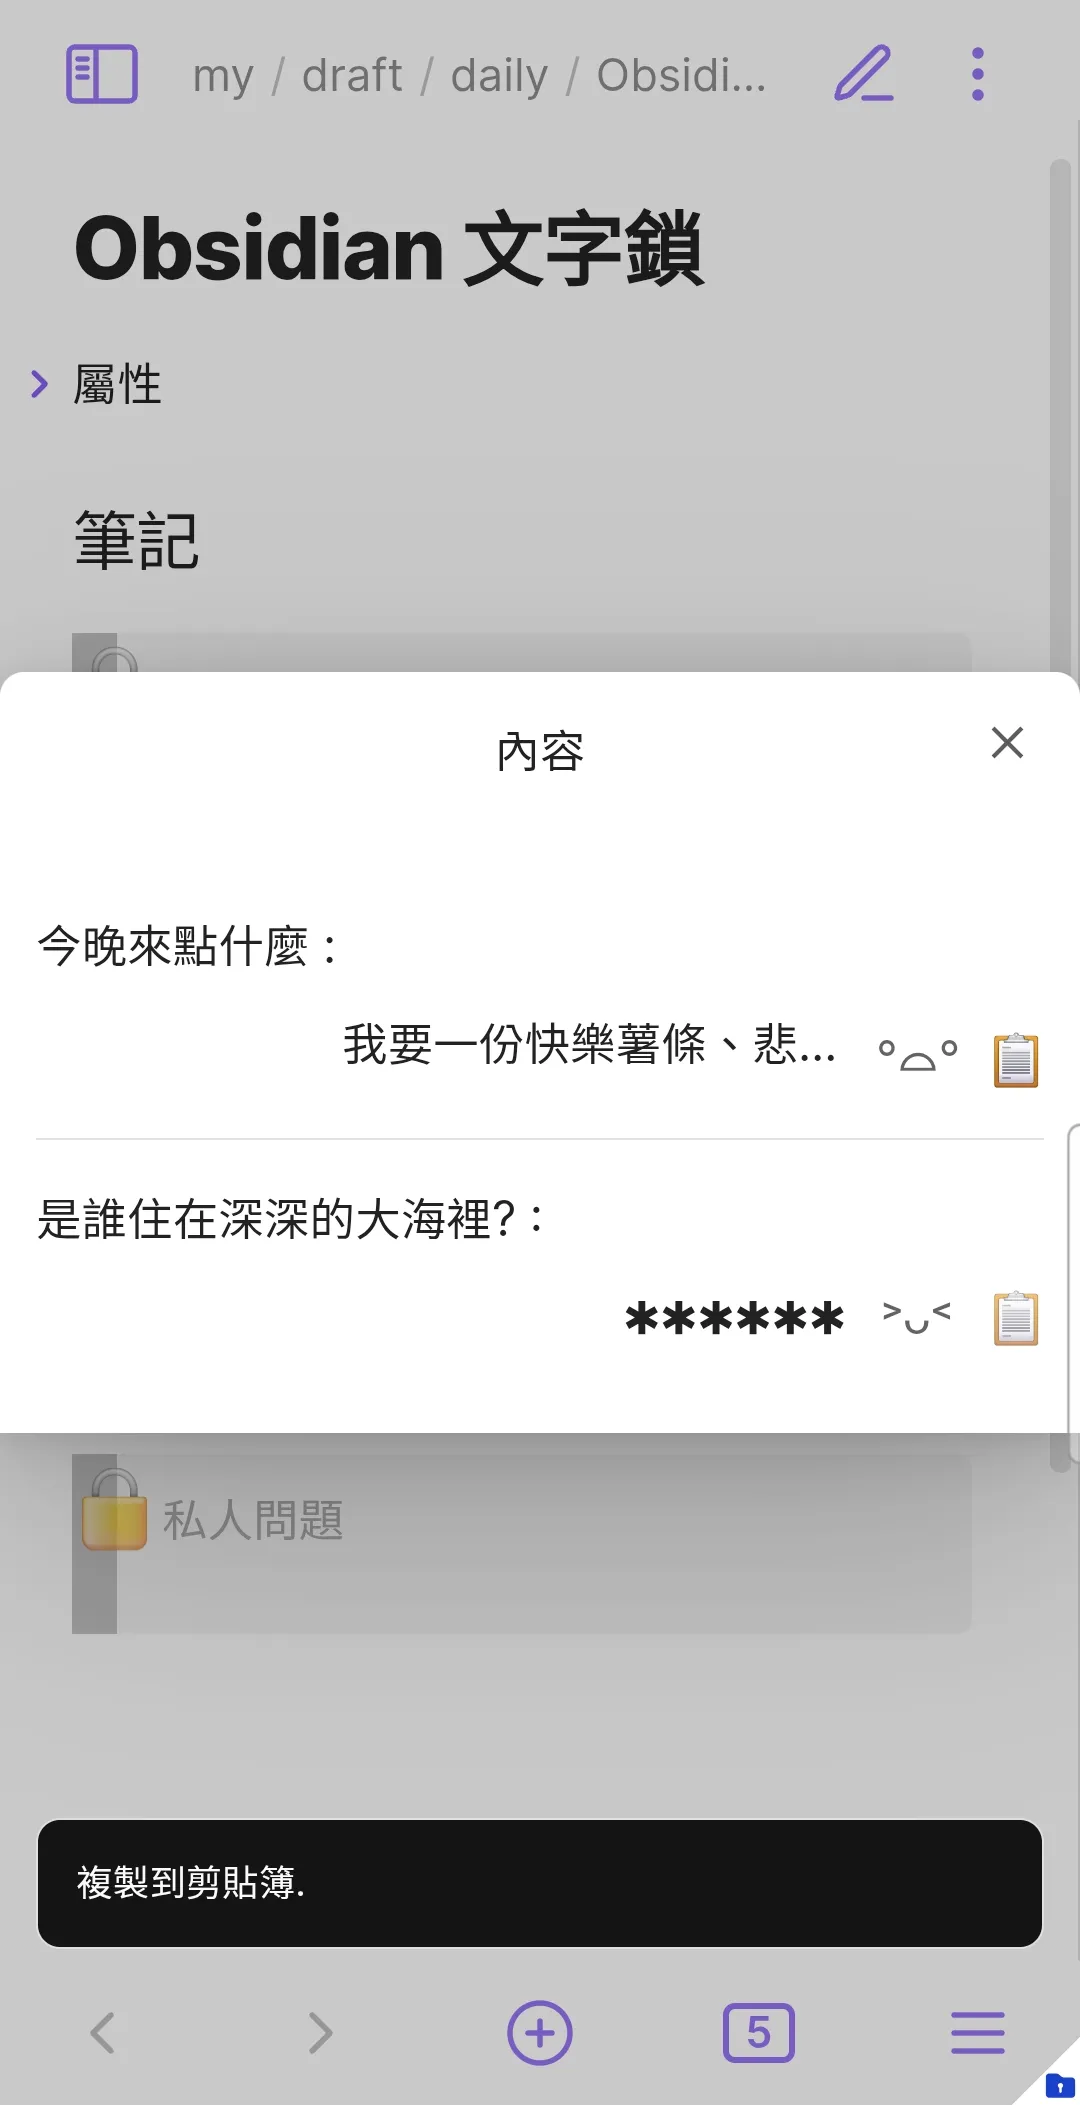 my / draft / daily / Obsidi...
Obsidian 文字鎖
屬性
筆記
內容
今晚來點什麼：
我要一份快樂薯條、悲...
是誰住在深深的大海裡?：
******
私人問題
複製到剪貼簿.
5